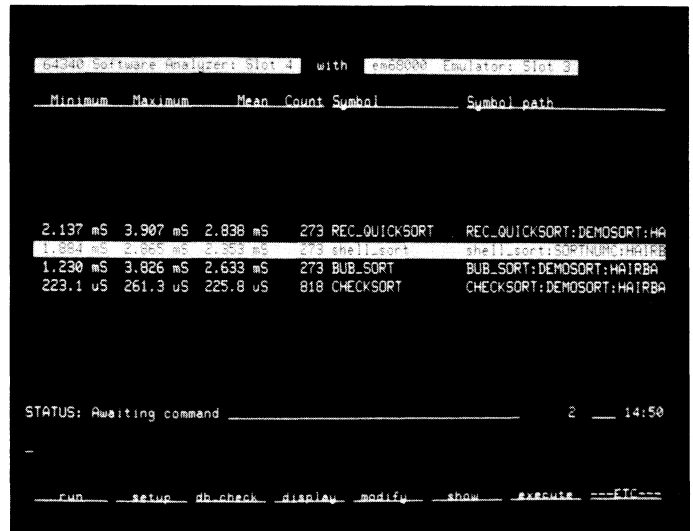 64340 Software Analyzer: Slot 4 with em68000 Emulator: Slot 3
Minimum Maximum Mean Count Symbol Symbol path
2.137 mS 3.907 mS 2.838 mS 273 REC_QUICKSORT REC_QUICKSORT:DEMOSORT:HA
1.884 mS 2.865 mS 2.353 mS 273 shell_sort shell_sort:SORTNUMC:HAIRB
1.230 mS 3.826 mS 2.633 mS 273 BUB_SORT BUB_SORT:DEMOSORT:HAIRBA
223.1 uS 261.3 uS 225.8 uS 818 CHECKSORT CHECKSORT:DEMOSORT:HAIRBA
STATUS: Awaiting command 2 14:50
run setup db_check display modify show execute ---ETC---